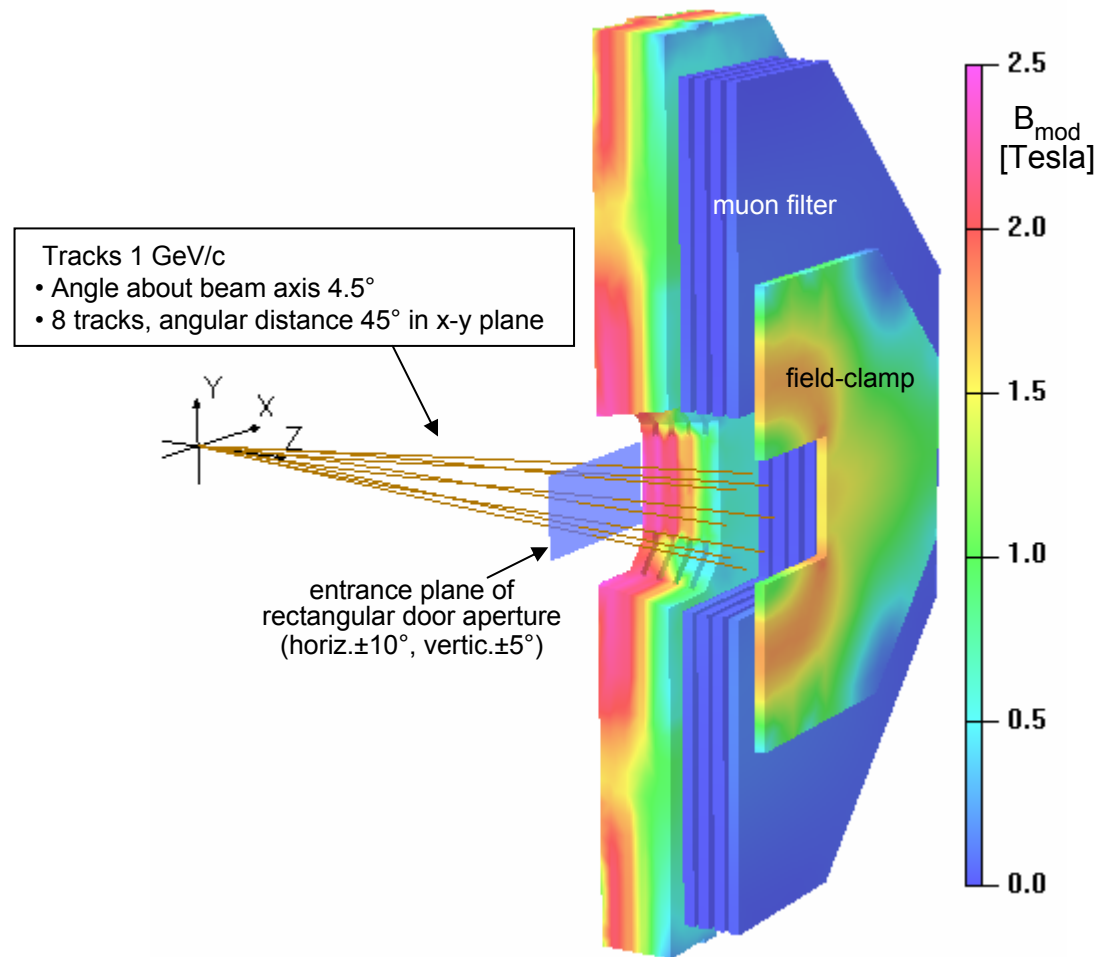 2.5
B_mod
[Tesla]
muon filter
2.0
Tracks 1 GeV/c
• Angle about beam axis 4.5°
• 8 tracks, angular distance 45° in x-y plane
field-clamp
1.5
Y
X
Z
1.0
entrance plane of
rectangular door aperture
(horiz.±10°, vertic.±5°)
0.5
0.0